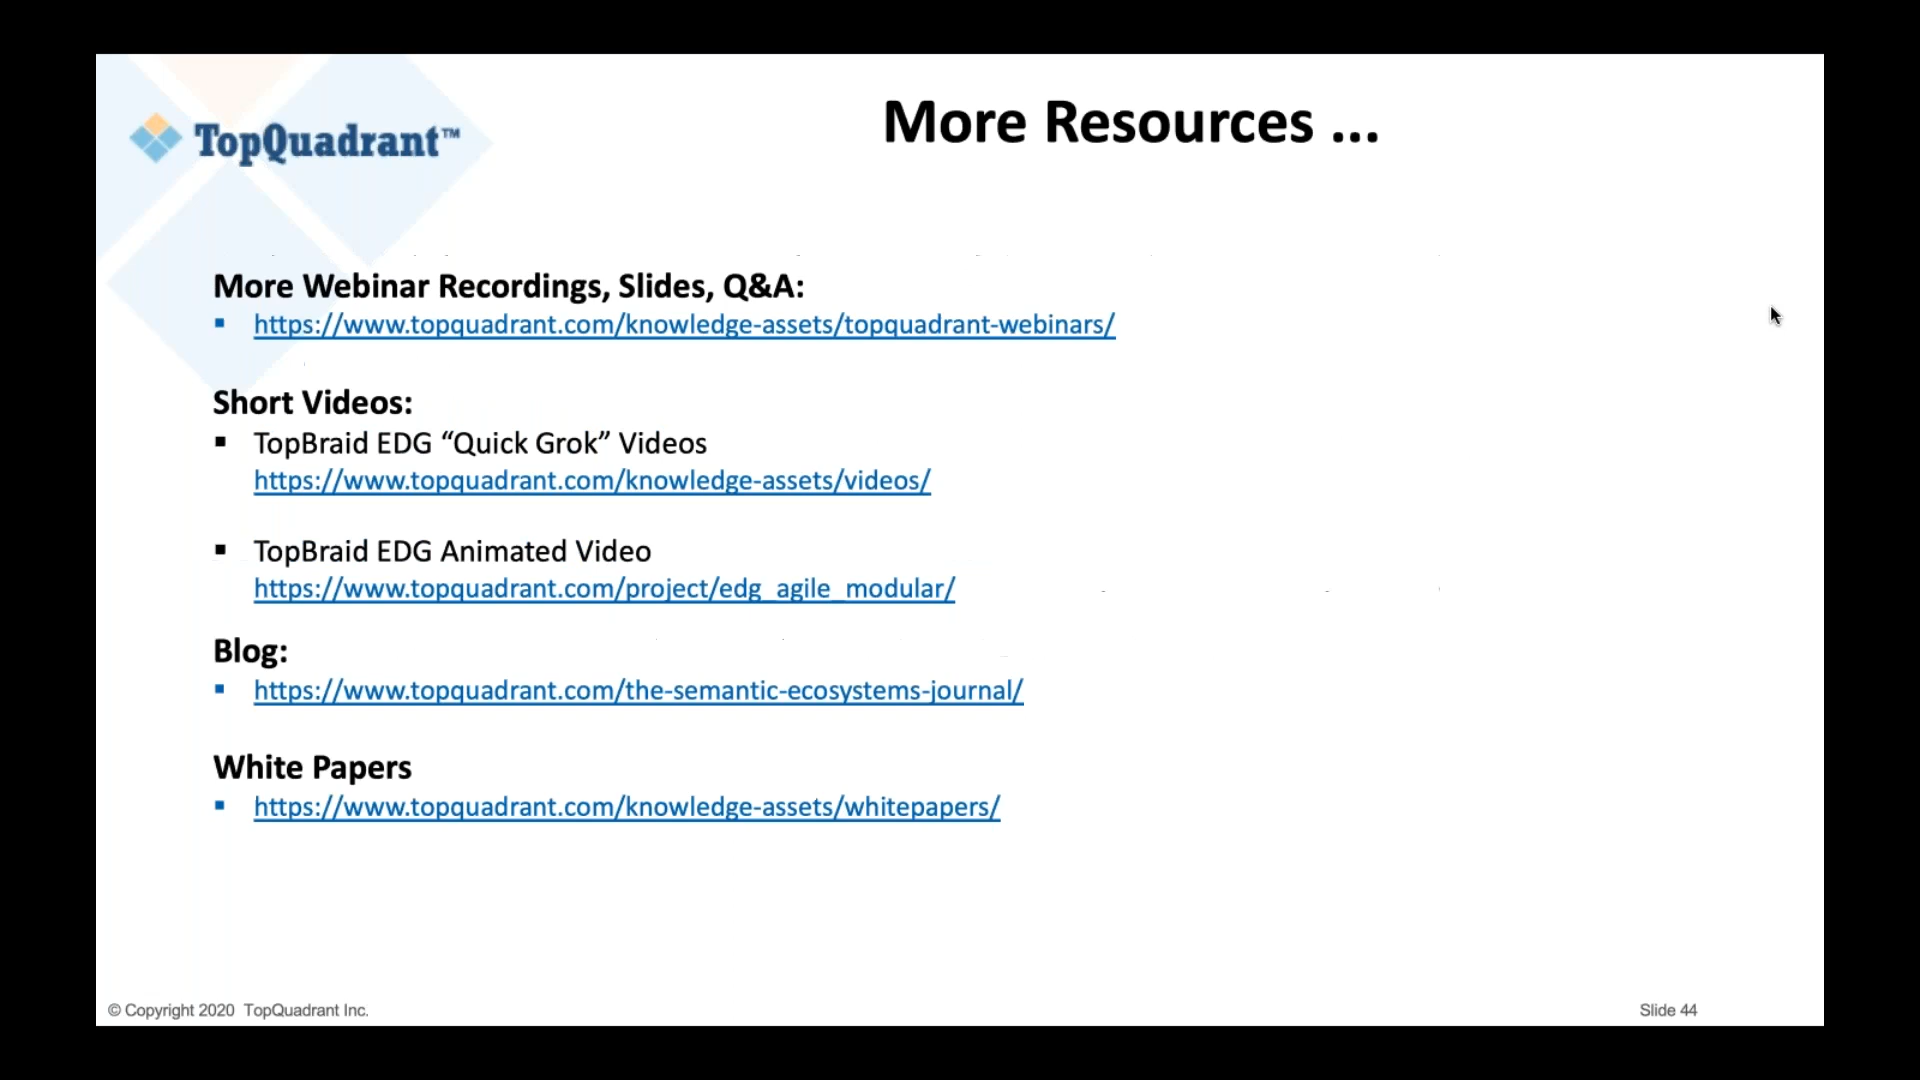 TopQuadrant™
More Resources ...
More Webinar Recordings, Slides, Q&A:
▪ https://www.topquadrant.com/knowledge-assets/topquadrant-webinars/
Short Videos:
▪ TopBraid EDG “Quick Grok” Videos
https://www.topquadrant.com/knowledge-assets/videos/
▪ TopBraid EDG Animated Video
https://www.topquadrant.com/project/edg_agile_modular/
Blog:
▪ https://www.topquadrant.com/the-semantic-ecosystems-journal/
White Papers
▪ https://www.topquadrant.com/knowledge-assets/whitepapers/
© Copyright 2020 TopQuadrant Inc.
Slide 44